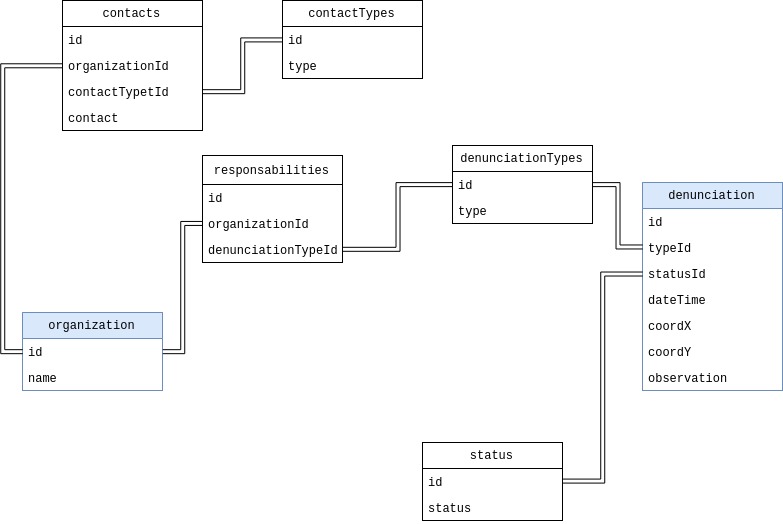 contacts
id
organizationId
contactTypetId
contact
contactTypes
id
type
responsabilities
id
organizationId
denunciationTypeId
denunciationTypes
id
type
denunciation
id
typeId
statusId
dateTime
coordX
coordY
observation
organization
id
name
status
id
status